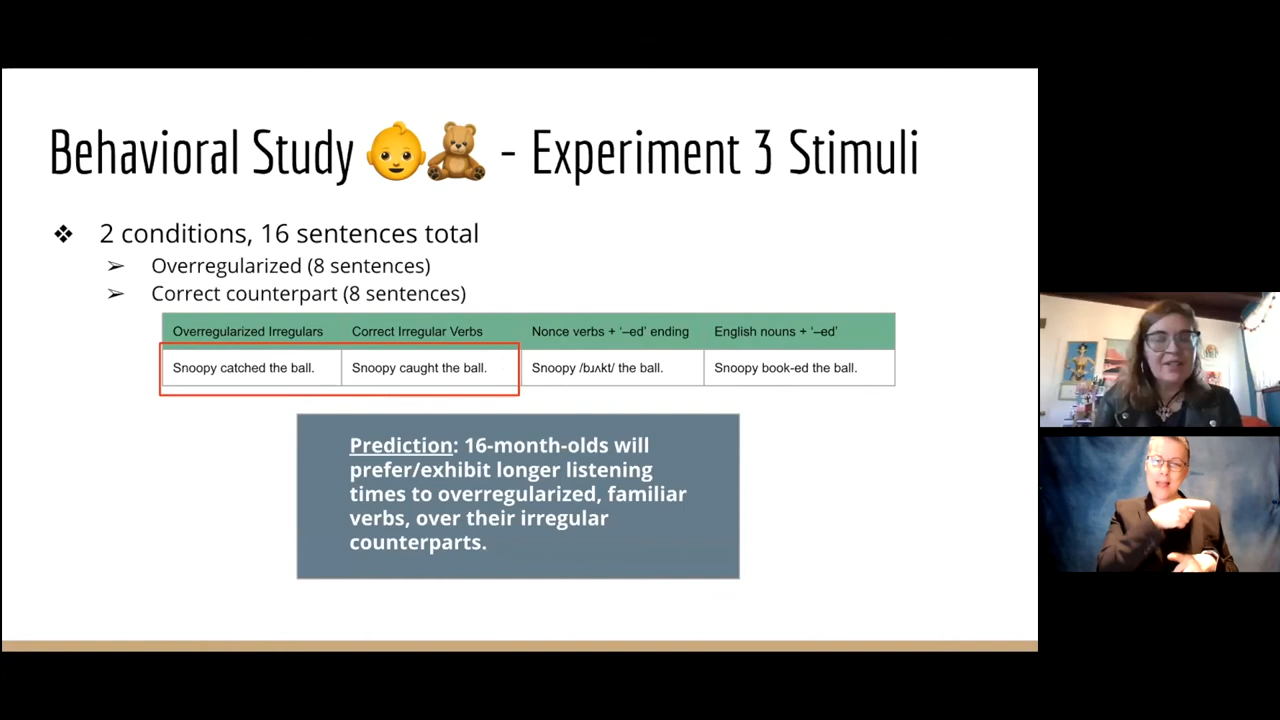 Behavioral Study 👶🧸 - Experiment 3 Stimuli
❖ 2 conditions, 16 sentences total
➢ Overregularized (8 sentences)
➢ Correct counterpart (8 sentences)
Overregularized Irregulars Correct Irregular Verbs Nonce verbs + ‘–ed’ ending English nouns + ‘–ed’
Snoopy catched the ball. Snoopy caught the ball. Snoopy /bɹʌkt/ the ball. Snoopy book-ed the ball.
Prediction: 16-month-olds will
prefer/exhibit longer listening
times to overregularized, familiar
verbs, over their irregular
counterparts.